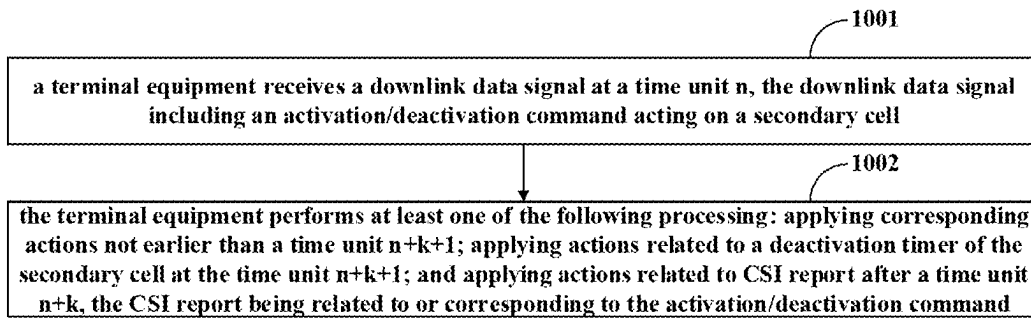 1001
a terminal equipment receives a downlink data signal at a time unit n, the downlink data signal
including an activation/deactivation command acting on a secondary cell
1002
the terminal equipment performs at least one of the following processing: applying corresponding
actions not earlier than a time unit n+k+1; applying actions related to a deactivation timer of the
secondary cell at the time unit n+k+1; and applying actions related to CSI report after a time unit
n+k, the CSI report being related to or corresponding to the activation/deactivation command